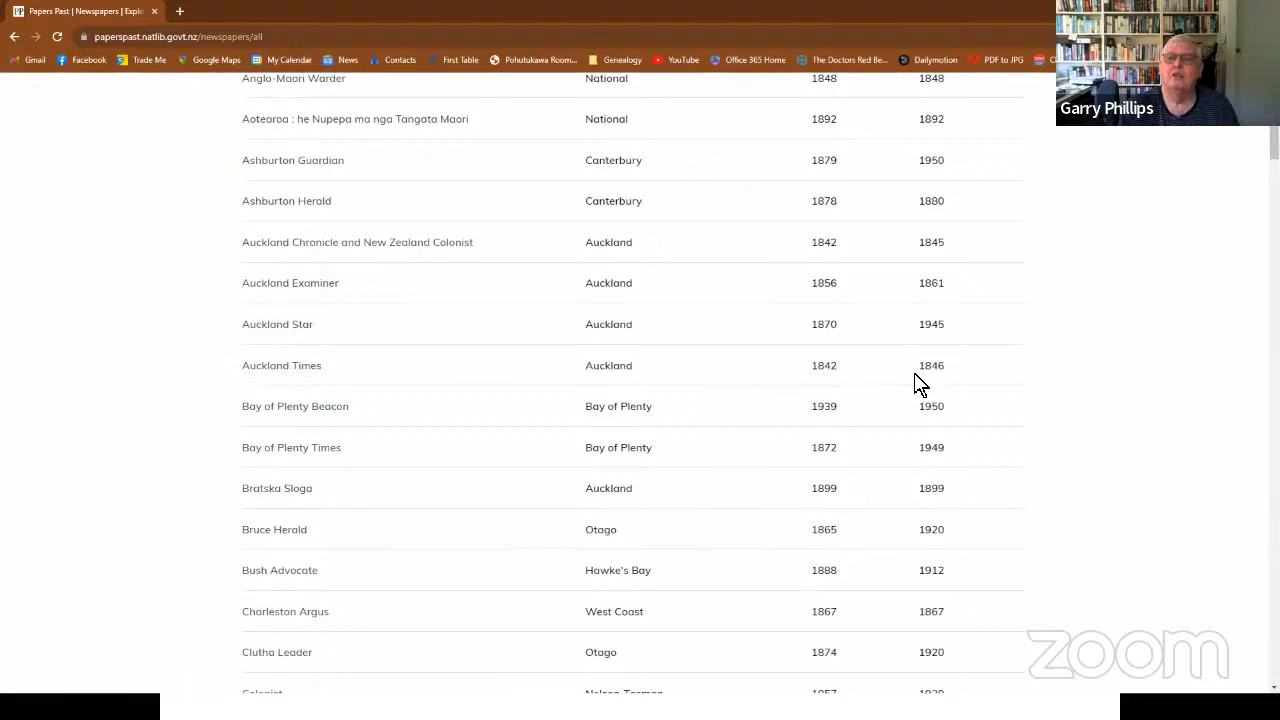 Papers Past | Newspapers | Explo
paperspast.natlib.govt.nz/newspapers/all
Gmail Facebook Trade Me Google Maps My Calendar News Contacts First Table Pohutukawa Room... Genealogy YouTube Office 365 Home The Doctors Red Be... Dailymotion PDF to JPG
Garry Phillips
Anglo-Maori Warder National 1848 1848
Aotearoa : he Nupepa ma nga Tangata Maori National 1892 1892
Ashburton Guardian Canterbury 1879 1950
Ashburton Herald Canterbury 1878 1880
Auckland Chronicle and New Zealand Colonist Auckland 1842 1845
Auckland Examiner Auckland 1856 1861
Auckland Star Auckland 1870 1945
Auckland Times Auckland 1842 1846
Bay of Plenty Beacon Bay of Plenty 1939 1950
Bay of Plenty Times Bay of Plenty 1872 1949
Bratska Sloga Auckland 1899 1899
Bruce Herald Otago 1865 1920
Bush Advocate Hawke's Bay 1888 1912
Charleston Argus West Coast 1867 1867
Clutha Leader Otago 1874 1920
Colonist Nelson-Tasman 1857 1920
zoom